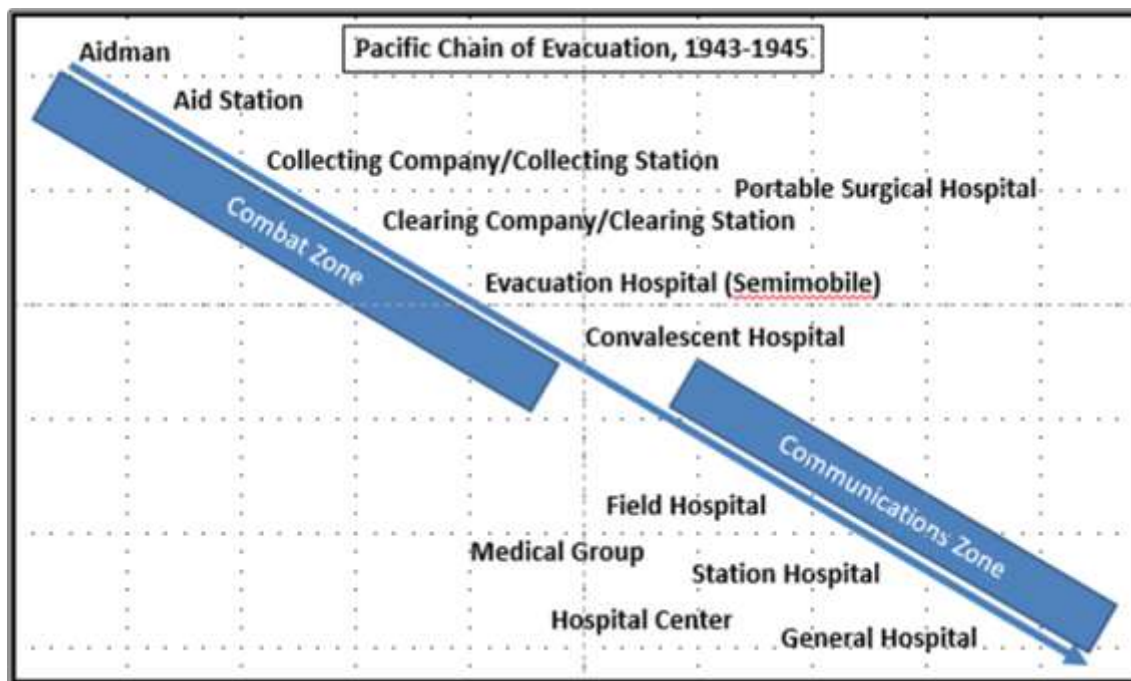 Pacific Chain of Evacuation, 1943-1945
Aidman
Aid Station
Collecting Company/Collecting Station
Portable Surgical Hospital
Clearing Company/Clearing Station
Combat Zone
Evacuation Hospital (Semimobile)
Convalescent Hospital
Communications Zone
Field Hospital
Medical Group
Station Hospital
Hospital Center
General Hospital